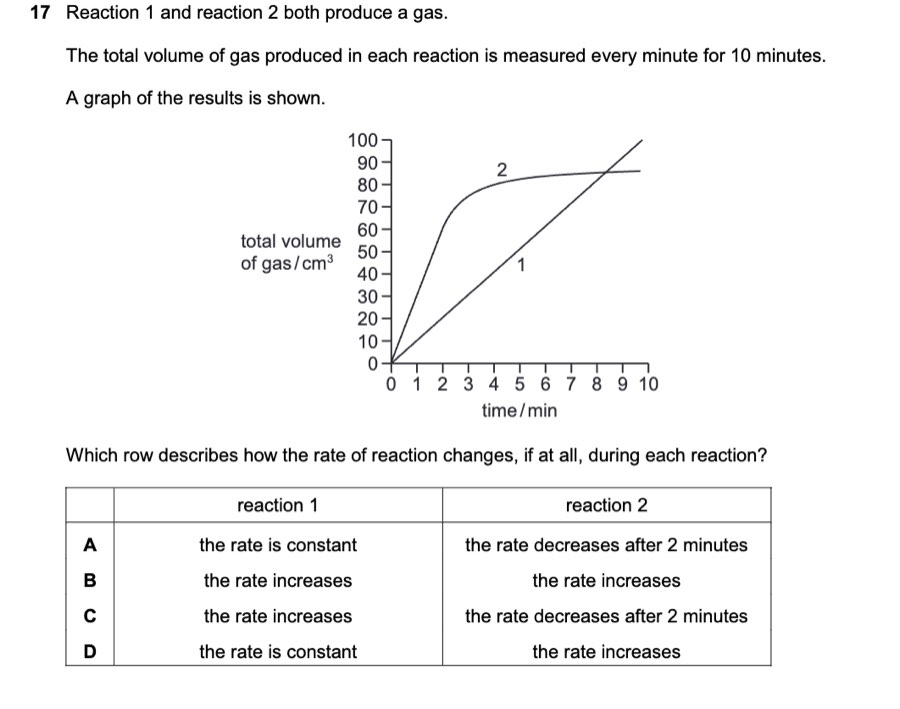 17 Reaction 1 and reaction 2 both produce a gas.
The total volume of gas produced in each reaction is measured every minute for 10 minutes.
A graph of the results is shown.
100
90
80
70
60
50
40
30
20
10
0
total volume
of gas/cm³
2
1
0 1 2 3 4 5 6 7 8 9 10
time/min
Which row describes how the rate of reaction changes, if at all, during each reaction?
reaction 1 reaction 2
A the rate is constant the rate decreases after 2 minutes
B the rate increases the rate increases
C the rate increases the rate decreases after 2 minutes
D the rate is constant the rate increases